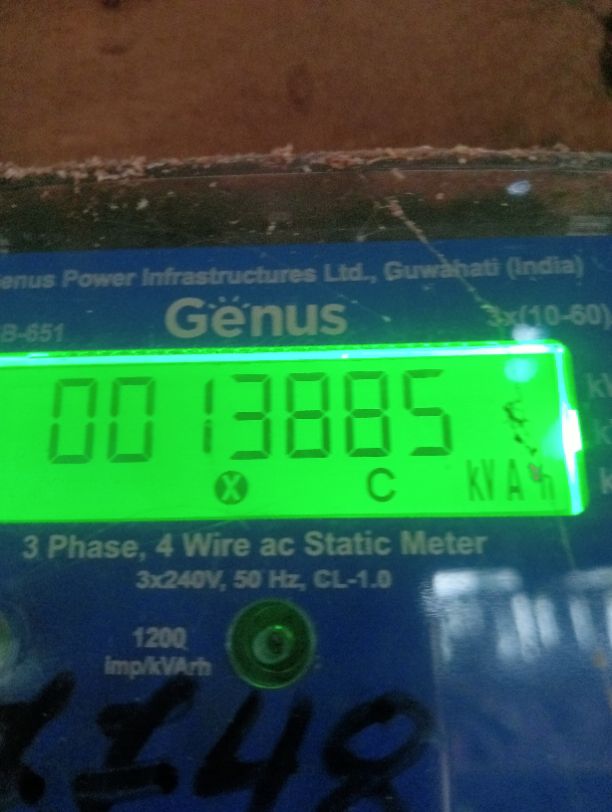 enus Power Infrastructures Ltd., Guwahati (India)
Genus
B-651
3x(10-60)
0013885
X C kVAh
3 Phase, 4 Wire ac Static Meter
3x240V, 50 Hz, CL-1.0
1200
imp/kVArh